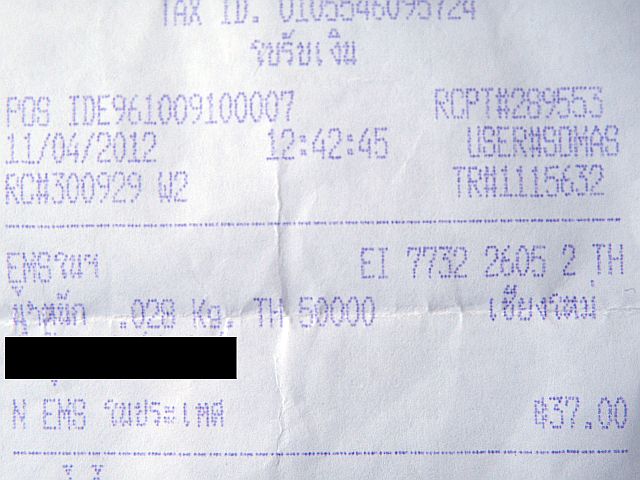 TAX ID. 0105546095724
ใบรับเงิน
POS IDE961009100007 RCPT#289553
11/04/2012 12:42:45 USER#SOMAS
RC#300929 W2 TR#1115632
EMSในฯ EI 7732 2605 2 TH
น้ำหนัก .028 Kg, TH 50000 เชียงใหม่
N EMS ในประเทศ ฿37.00